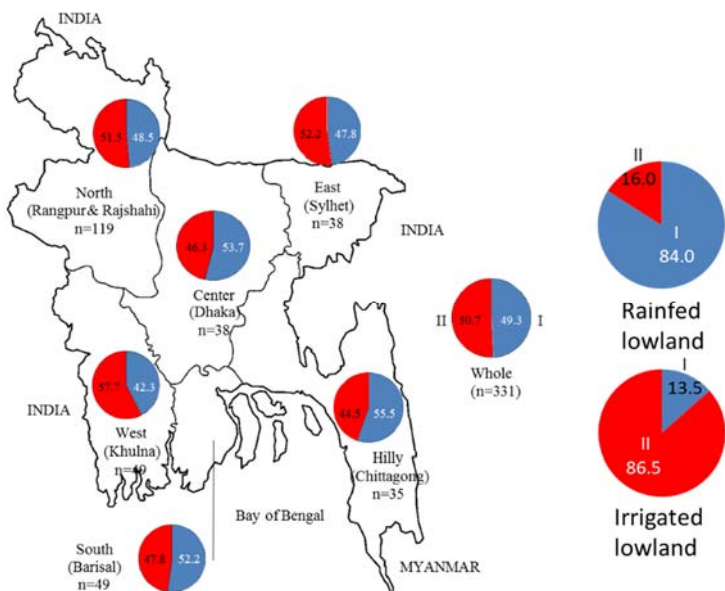 INDIA
51.5 48.5
North
(Rangpur & Rajshahi)
n=119
52.2 47.8
East
(Sylhet)
n=38
INDIA
46.3 53.7
Center
(Dhaka)
n=38
II 50.7 49.3 I
Whole
(n=331)
INDIA
57.7 42.3
West
(Khulna)
n=49
44.5 55.5
Hilly
(Chittagong)
n=35
Bay of Bengal
South
(Barisal)
n=49
47.8 52.2
MYANMAR
II
16.0
I
84.0
Rainfed
lowland
I
13.5
II
86.5
Irrigated
lowland